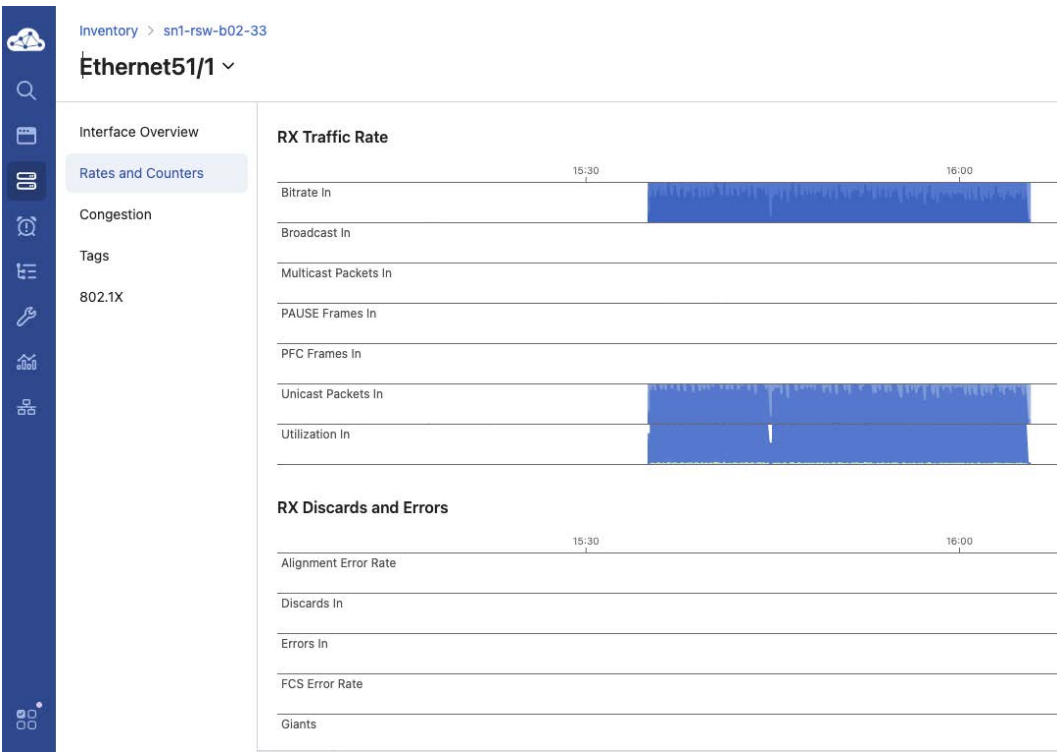 Inventory > sn1-rsw-b02-33
Ethernet51/1
Interface Overview
Rates and Counters
Congestion
Tags
802.1X
RX Traffic Rate
15:30 16:00
Bitrate In
Broadcast In
Multicast Packets In
PAUSE Frames In
PFC Frames In
Unicast Packets In
Utilization In
RX Discards and Errors
15:30 16:00
Alignment Error Rate
Discards In
Errors In
FCS Error Rate
Giants